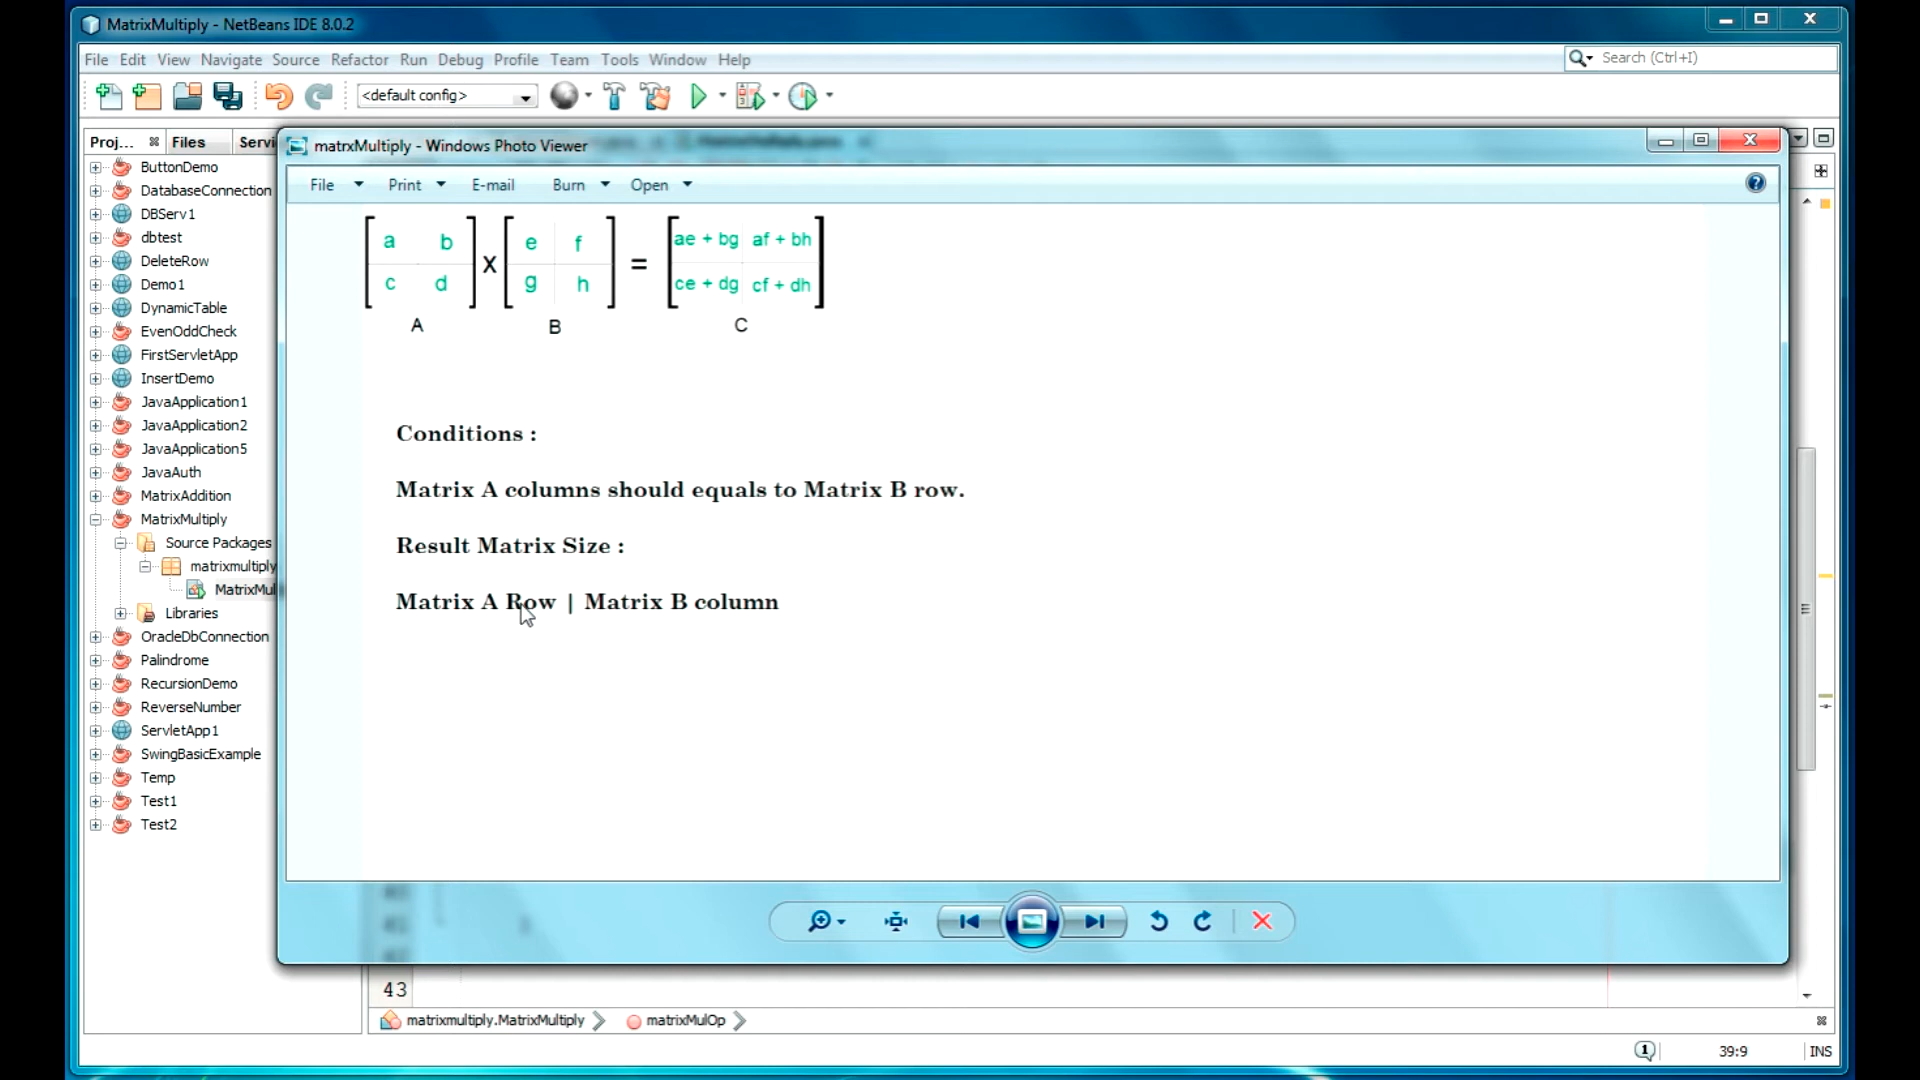 MatrixMultiply - NetBeans IDE 8.0.2
File Edit View Navigate Source Refactor Run Debug Profile Team Tools Window Help
Search (Ctrl+I)
<default config>
Proj... Files Servi
ButtonDemo
DatabaseConnection
DBServ1
dbtest
DeleteRow
Demo1
DynamicTable
EvenOddCheck
FirstServletApp
InsertDemo
JavaApplication1
JavaApplication2
JavaApplication5
JavaAuth
MatrixAddition
MatrixMultiply
Source Packages
matrixmultiply
MatrixMul
Libraries
OracleDbConnection
Palindrome
RecursionDemo
ReverseNumber
ServletApp1
SwingBasicExample
Temp
Test1
Test2
matrxMultiply - Windows Photo Viewer
File Print E-mail Burn Open
a b x e f = ae + bg af + bh
c d g h ce + dg cf + dh
A B C
Conditions :
Matrix A columns should equals to Matrix B row.
Result Matrix Size :
Matrix A Row | Matrix B column
41
43
matrixmultiply.MatrixMultiply matrixMulOp
1 39:9 INS